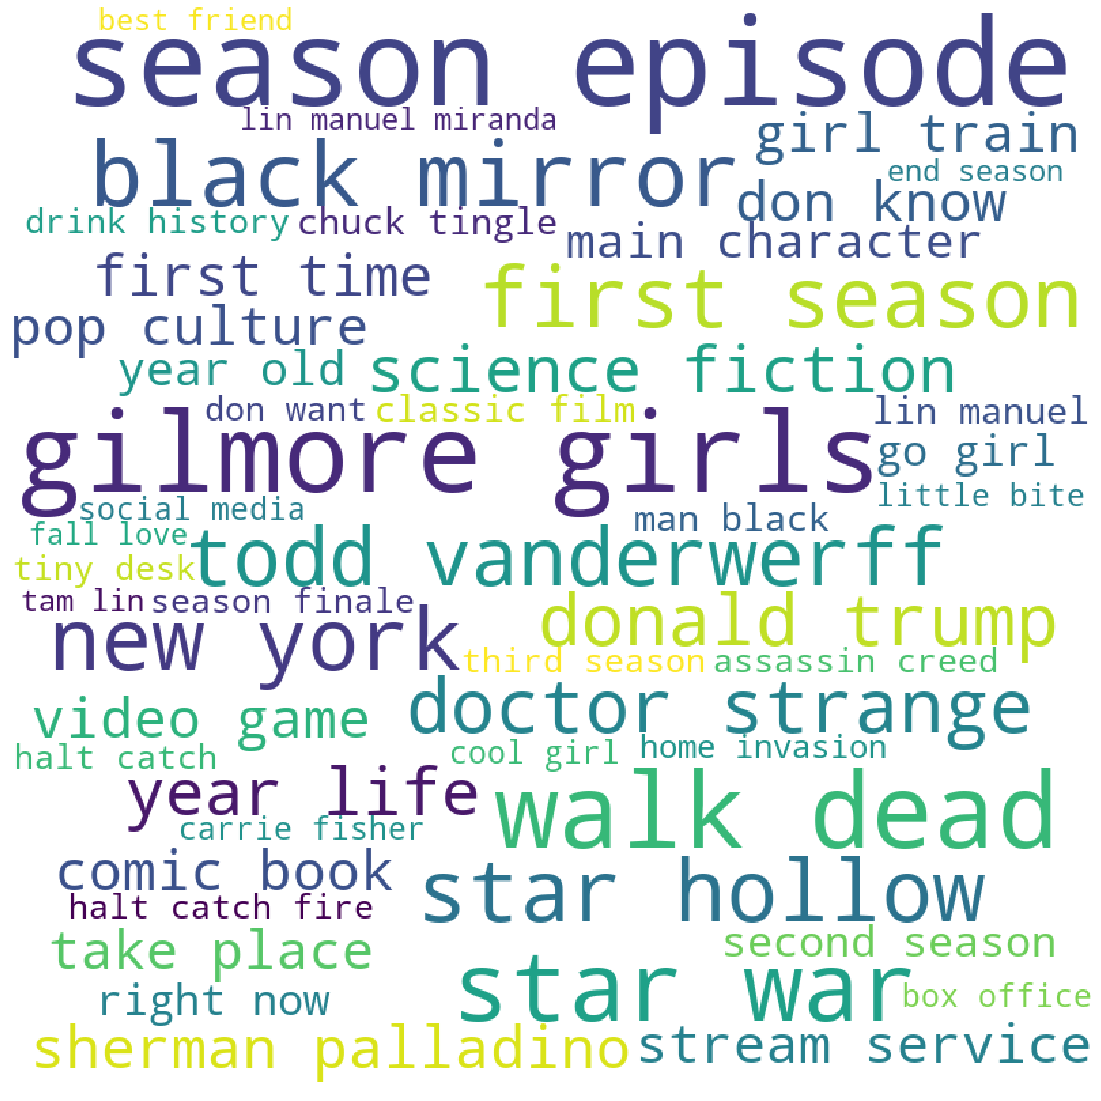 best friend
season episode
lin manuel miranda
girl train
black mirror
end season
don know
drink history
chuck tingle
main character
first time
first season
pop culture
year old
science fiction
don want
classic film
lin manuel
gilmore girls
go girl
little bite
social media
man black
fall love
todd vanderwerff
tiny desk
tam lin
season finale
new york
donald trump
third season
assassin creed
video game
doctor strange
halt catch
cool girl
home invasion
year life
walk dead
carrie fisher
comic book
star hollow
halt catch fire
take place
second season
star war
right now
box office
sherman palladino
stream service